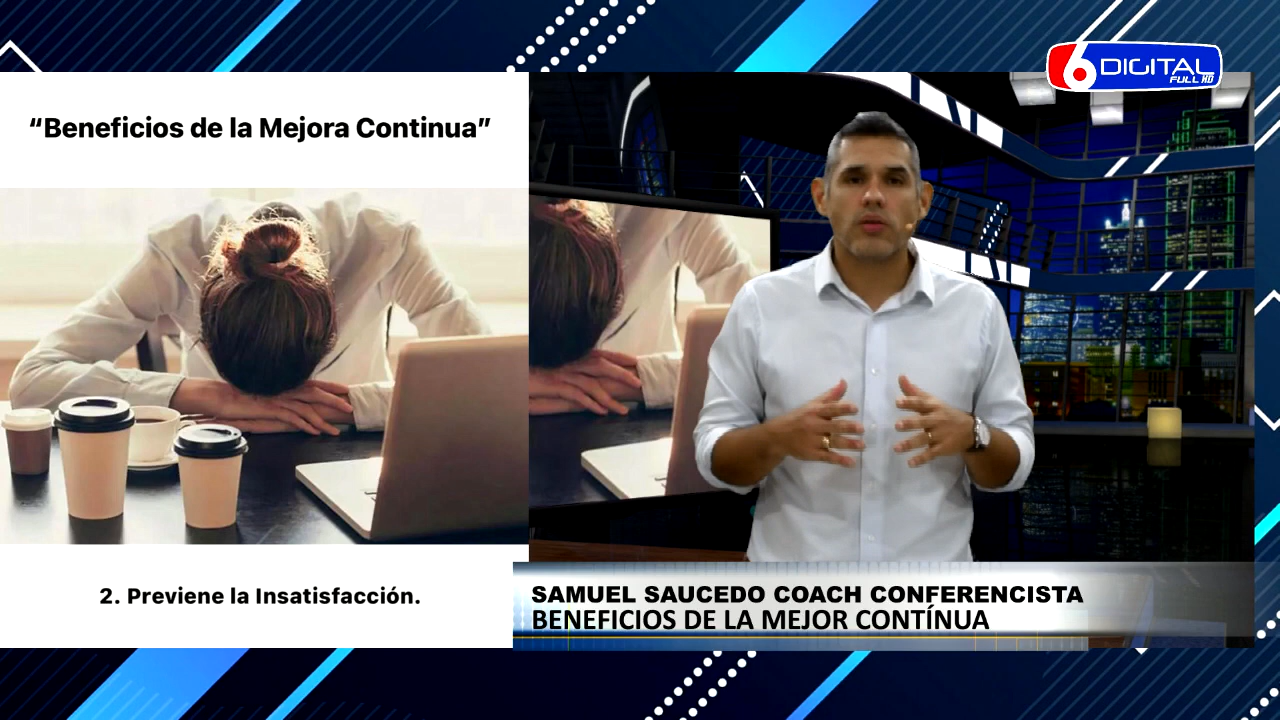 6 DIGITAL
FULL HD
“Beneficios de la Mejora Continua”
2. Previene la Insatisfacción.
SAMUEL SAUCEDO COACH CONFERENCISTA
BENEFICIOS DE LA MEJOR CONTÍNUA